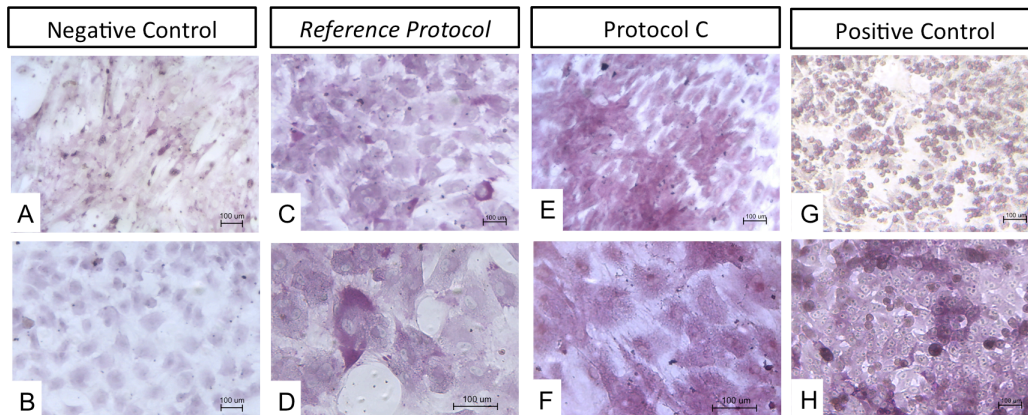 Negative Control
Reference Protocol
Protocol C
Positive Control
A
100 um
C
100 um
E
100 um
G
100 um
B
100 um
D
100 um
F
100 um
H
100 um